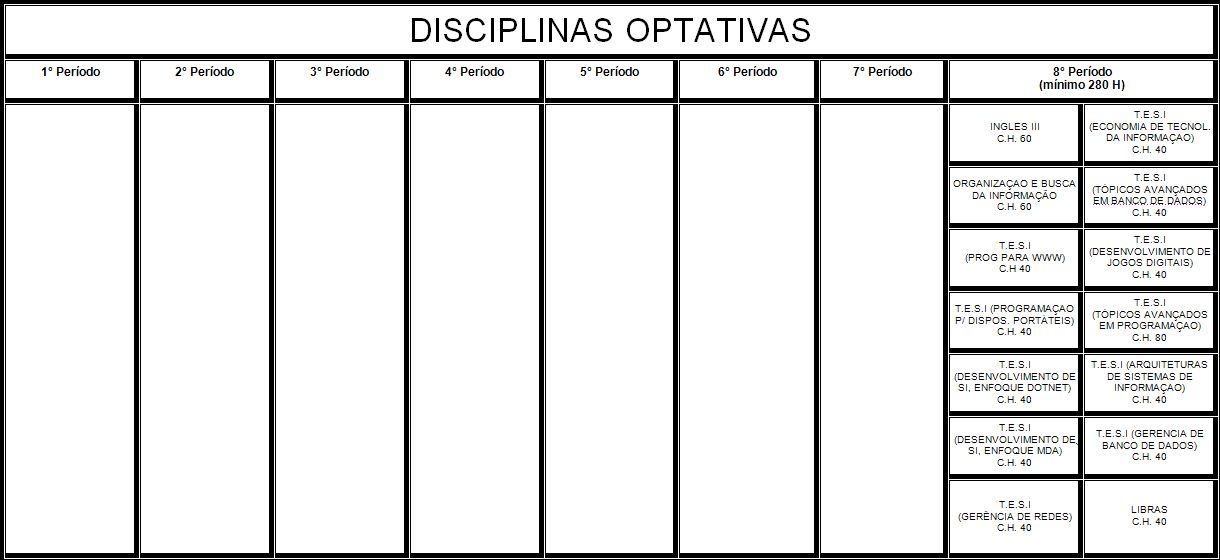 DISCIPLINAS OPTATIVAS
1° Período
2° Período
3° Período
4° Período
5° Período
6° Período
7° Período
8° Período
(mínimo 280 H)
INGLES III
C.H. 60
T.E.S.I
(ECONOMIA DE TECNOL.
DA INFORMAÇAO)
C.H. 40
ORGANIZAÇAO E BUSCA
DA INFORMAÇÃO
C.H. 60
T.E.S.I
(TÓPICOS AVANÇADOS
EM BANCO DE DADOS)
C.H. 40
T.E.S.I
(PROG PARA WWW)
C.H 40
T.E.S.I
(DESENVOLVIMENTO DE
JOGOS DIGITAIS)
C.H. 40
T.E.S.I (PROGRAMAÇAO
P/ DISPOS. PORTÁTEIS)
C.H. 40
T.E.S.I
(TÓPICOS AVANÇADOS
EM PROGRAMAÇAO)
C.H. 80
T.E.S.I
(DESENVOLVIMENTO DE
SI, ENFOQUE DOTNET)
C.H. 40
T.E.S.I (ARQUITETURAS
DE SISTEMAS DE
INFORMAÇAO)
C.H. 40
T.E.S.I
(DESENVOLVIMENTO DE
SI, ENFOQUE MDA)
C.H. 40
T.E.S.I (GERENCIA DE
BANCO DE DADOS)
C.H. 40
T.E.S.I
(GERÊNCIA DE REDES)
C.H. 40
LIBRAS
C.H. 40